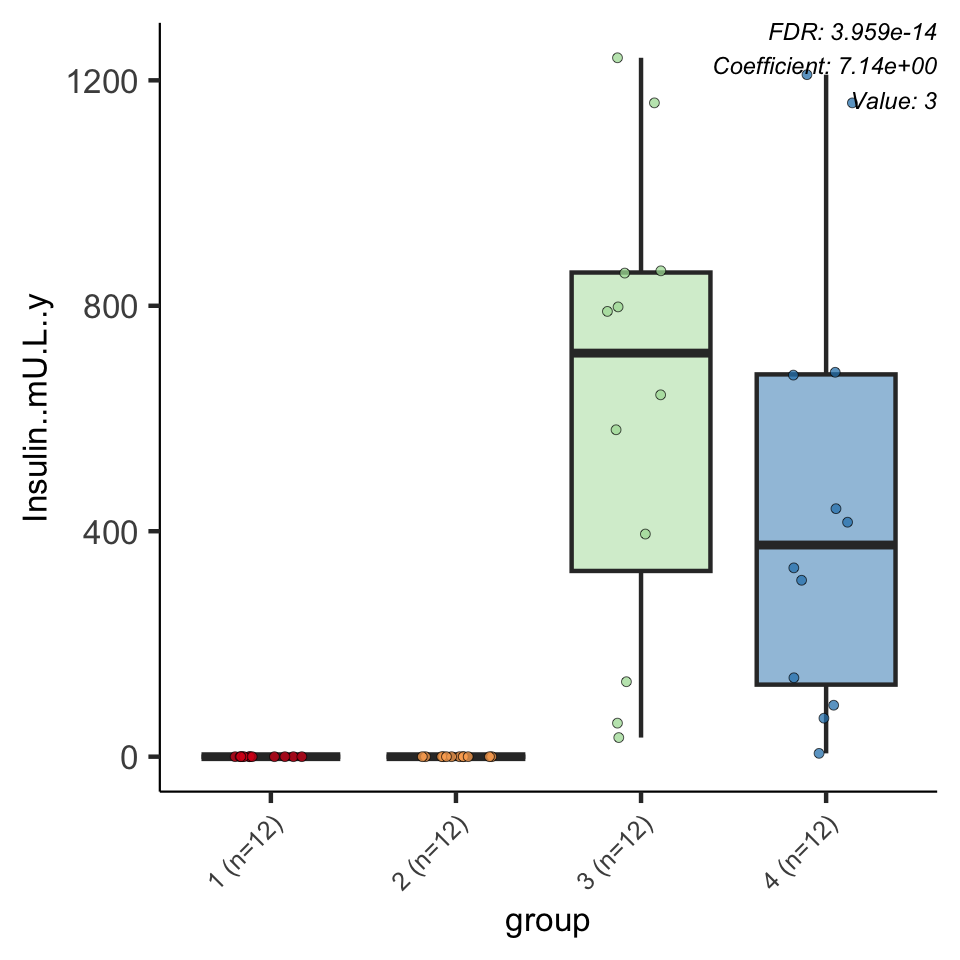 FDR: 3.959e-14
Coefficient: 7.14e+00
Value: 3
Insulin..mU.L..y
1200
800
400
0
1 (n=12)
2 (n=12)
3 (n=12)
4 (n=12)
group